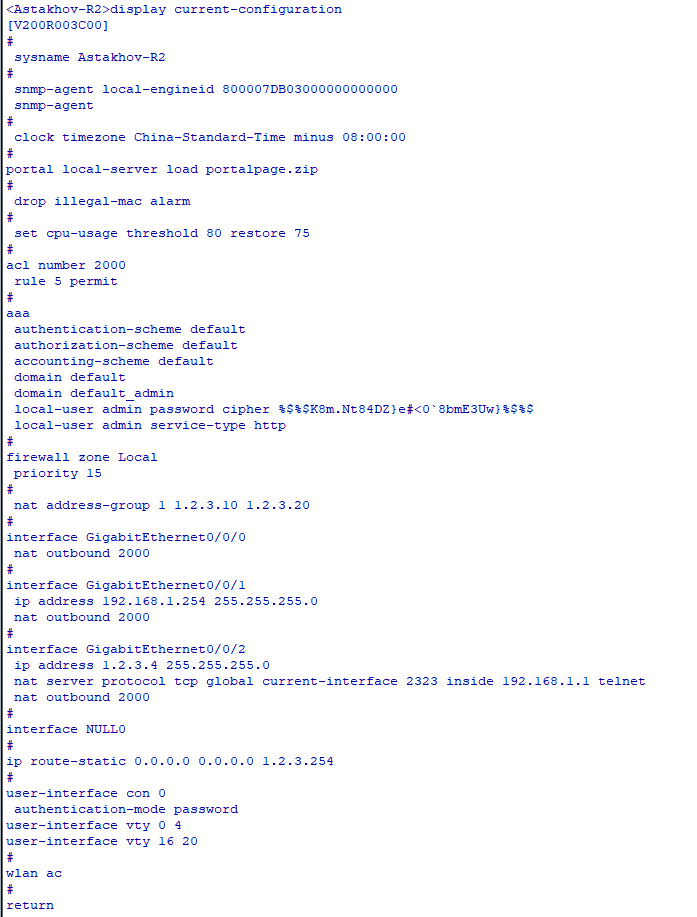 <Astakhov-R2>display current-configuration
[V200R003C00]
#
 sysname Astakhov-R2
#
 snmp-agent local-engineid 800007DB03000000000000
 snmp-agent
#
 clock timezone China-Standard-Time minus 08:00:00
#
portal local-server load portalpage.zip
#
 drop illegal-mac alarm
#
 set cpu-usage threshold 80 restore 75
#
acl number 2000
 rule 5 permit
#
aaa
 authentication-scheme default
 authorization-scheme default
 accounting-scheme default
 domain default
 domain default_admin
 local-user admin password cipher %$%$K8m.Nt84DZ}e#<0`8bmE3Uw}%$%$
 local-user admin service-type http
#
firewall zone Local
 priority 15
#
 nat address-group 1 1.2.3.10 1.2.3.20
#
interface GigabitEthernet0/0/0
 nat outbound 2000
#
interface GigabitEthernet0/0/1
 ip address 192.168.1.254 255.255.255.0
 nat outbound 2000
#
interface GigabitEthernet0/0/2
 ip address 1.2.3.4 255.255.255.0
 nat server protocol tcp global current-interface 2323 inside 192.168.1.1 telnet
 nat outbound 2000
#
interface NULL0
#
ip route-static 0.0.0.0 0.0.0.0 1.2.3.254
#
user-interface con 0
 authentication-mode password
user-interface vty 0 4
user-interface vty 16 20
#
wlan ac
#
return